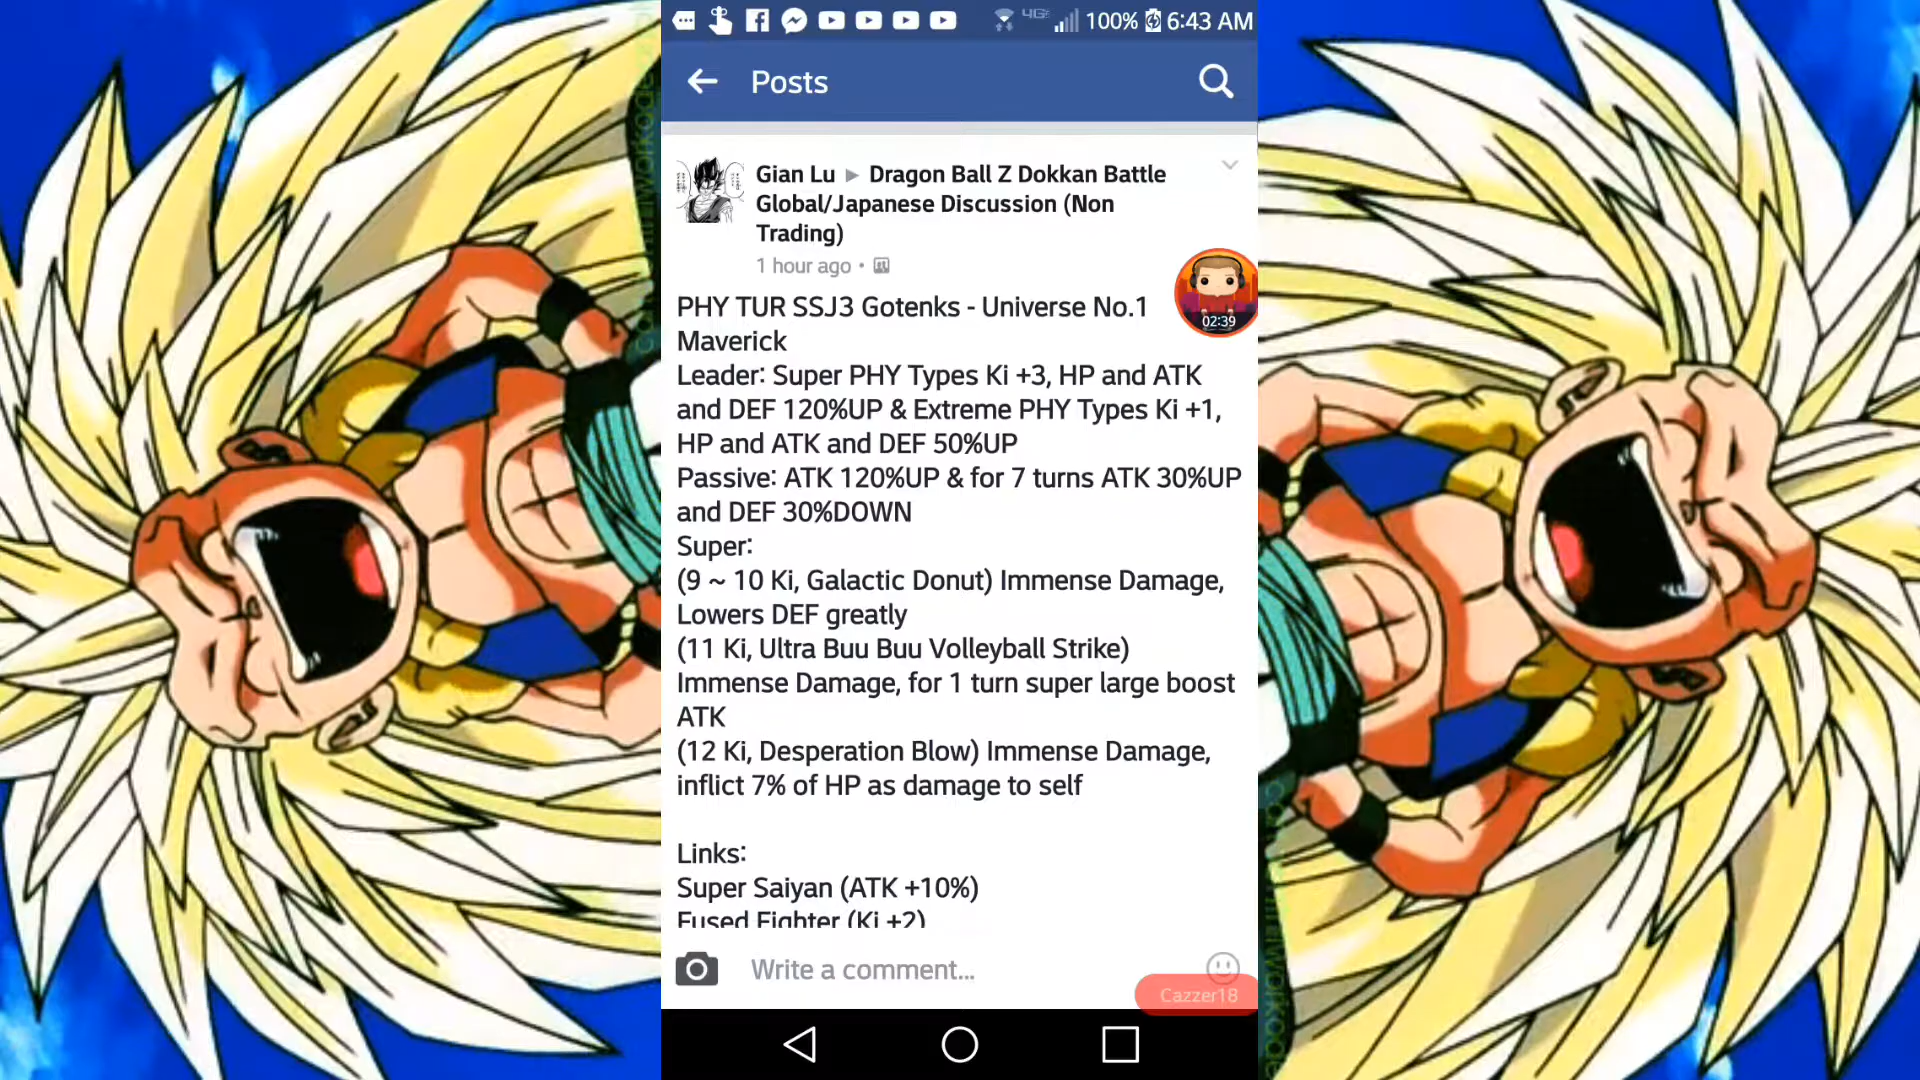 4G
100%
6:43 AM
Posts
Gian Lu ▶ Dragon Ball Z Dokkan Battle
Global/Japanese Discussion (Non
Trading)
1 hour ago •
02:39
PHY TUR SSJ3 Gotenks - Universe No.1
Maverick
Leader: Super PHY Types Ki +3, HP and ATK
and DEF 120%UP & Extreme PHY Types Ki +1,
HP and ATK and DEF 50%UP
Passive: ATK 120%UP & for 7 turns ATK 30%UP
and DEF 30%DOWN
Super:
(9 ~ 10 Ki, Galactic Donut) Immense Damage,
Lowers DEF greatly
(11 Ki, Ultra Buu Buu Volleyball Strike)
Immense Damage, for 1 turn super large boost
ATK
(12 Ki, Desperation Blow) Immense Damage,
inflict 7% of HP as damage to self
Links:
Super Saiyan (ATK +10%)
Fused Fighter (Ki +2)
Write a comment...
Cazzer18